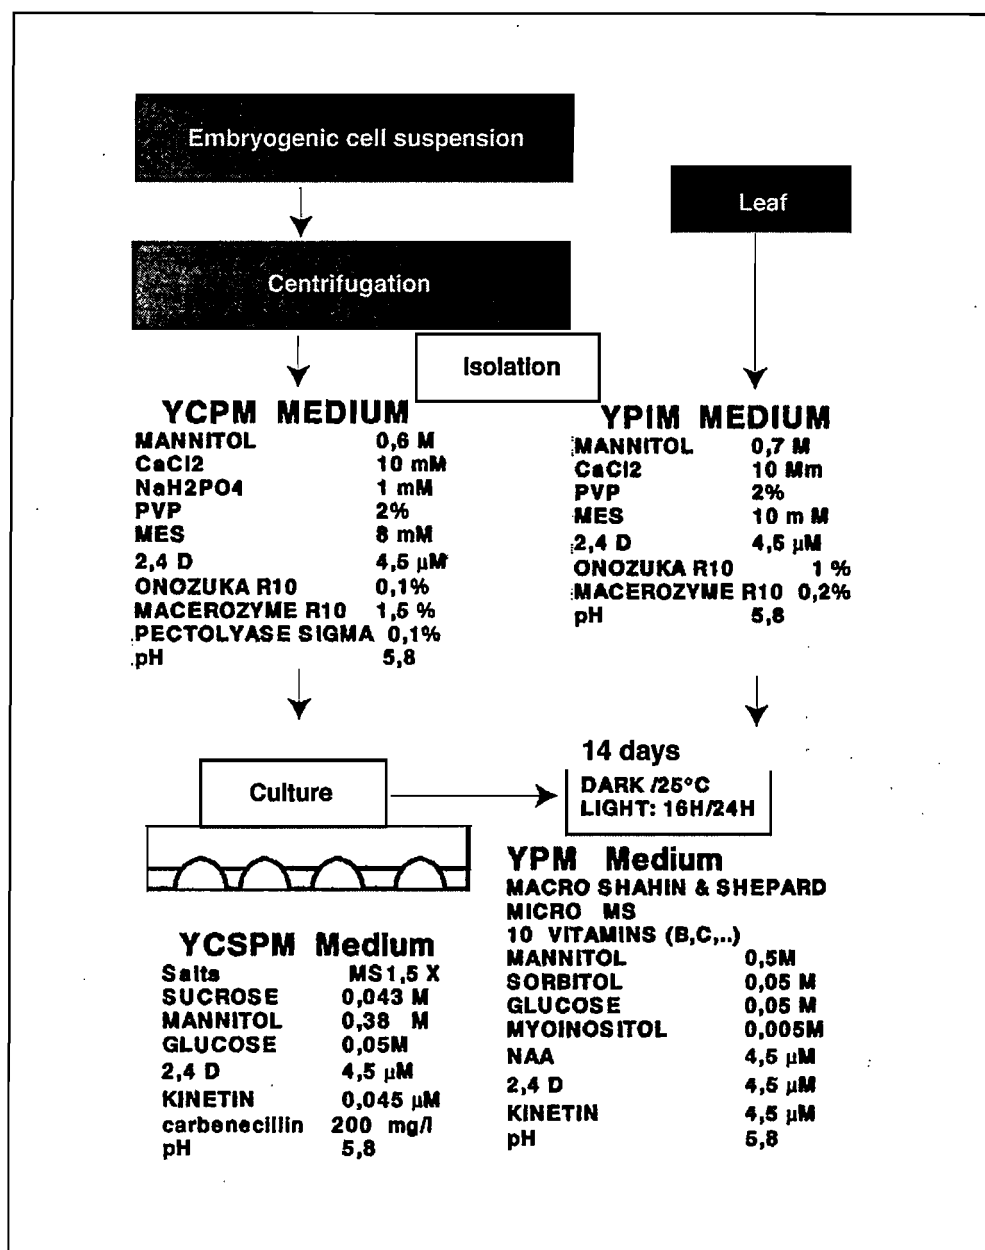 Embryogenic cell suspension
Leaf
Centrifugation
Isolation
YCPM MEDIUM
MANNITOL 0,6 M
CaCl2 10 mM
NaH2PO4 1 mM
PVP 2%
MES 8 mM
2,4 D 4,5 µM
ONOZUKA R10 0,1%
MACEROZYME R10 1,5 %
PECTOLYASE SIGMA 0,1%
pH 5,8
YPIM MEDIUM
MANNITOL 0,7 M
CaCl2 10 Mm
PVP 2%
MES 10 m M
2,4 D 4,5 µM
ONOZUKA R10 1 %
MACEROZYME R10 0,2%
pH 5,8
Culture
14 days
DARK /25°C
LIGHT: 16H/24H
YCSPM Medium
Salts MS1,5 X
SUCROSE 0,043 M
MANNITOL 0,38 M
GLUCOSE 0,05M
2,4 D 4,5 µM
KINETIN 0,045 µM
carbenecillin 200 mg/l
pH 5,8
YPM Medium
MACRO SHAHIN & SHEPARD
MICRO MS
10 VITAMINS (B,C,..)
MANNITOL 0,5M
SORBITOL 0,05 M
GLUCOSE 0,05 M
MYOINOSITOL 0,005M
NAA 4,5 µM
2,4 D 4,5 µM
KINETIN 4,5 µM
pH 5,8